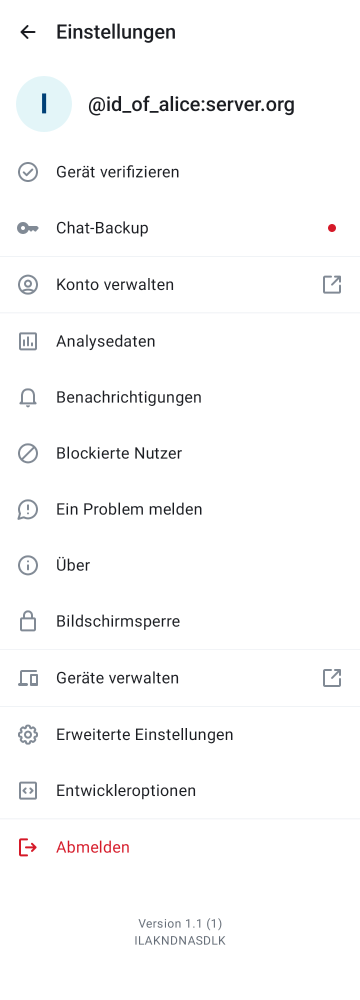 Einstellungen
I
@id_of_alice:server.org
Gerät verifizieren
Chat-Backup
Konto verwalten
Analysedaten
Benachrichtigungen
Blockierte Nutzer
Ein Problem melden
Über
Bildschirmsperre
Geräte verwalten
Erweiterte Einstellungen
Entwickleroptionen
Abmelden
Version 1.1 (1)
ILAKNDNASDLK